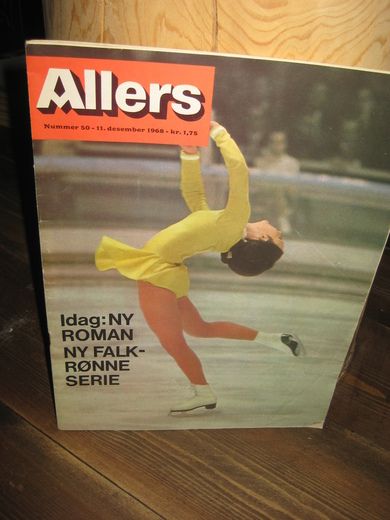 Allers
Nummer 50 - 11. desember 1968 - kr. 1,75
Idag: NY
ROMAN
NY FALK-
RØNNE
SERIE